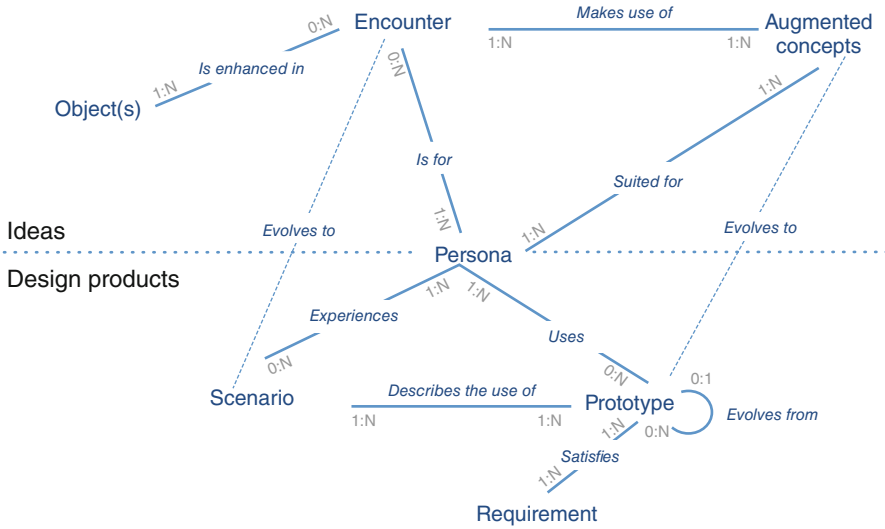 Encounter
Makes use of
Augmented
concepts
0:N
1:N
1:N
0:N
Is enhanced in
1:N
1:N
Object(s)
Is for
Suited for
1:N
1:N
Ideas
Evolves to
Evolves to
Persona
Design products
1:N
1:N
Experiences
Uses
0:N
0:N
0:1
Scenario
Describes the use of
Prototype
Evolves from
1:N
1:N
1:N
0:N
Satisfies
1:N
Requirement